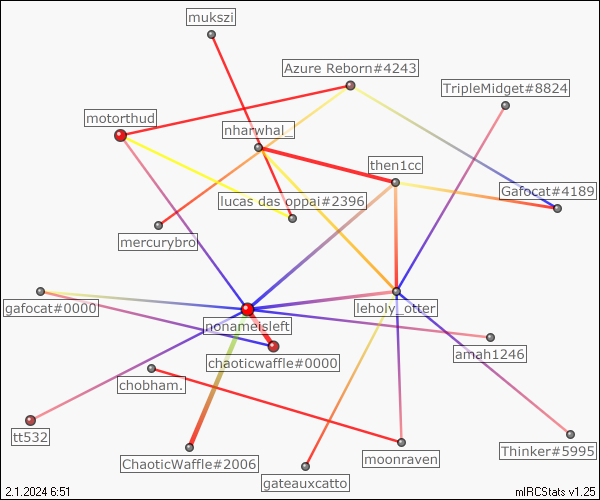 mukszi
Azure Reborn#4243
TripleMidget#8824
motorthud
nharwhal_
then1cc
Gafocat#4189
lucas das oppai#2396
mercurybro
gafocat#0000
leholy_otter
nonameisleft
amah1246
chaoticwaffle#0000
chobham.
tt532
Thinker#5995
moonraven
ChaoticWaffle#2006
gateauxcatto
2.1.2024 6:51
mIRCStats v1.25